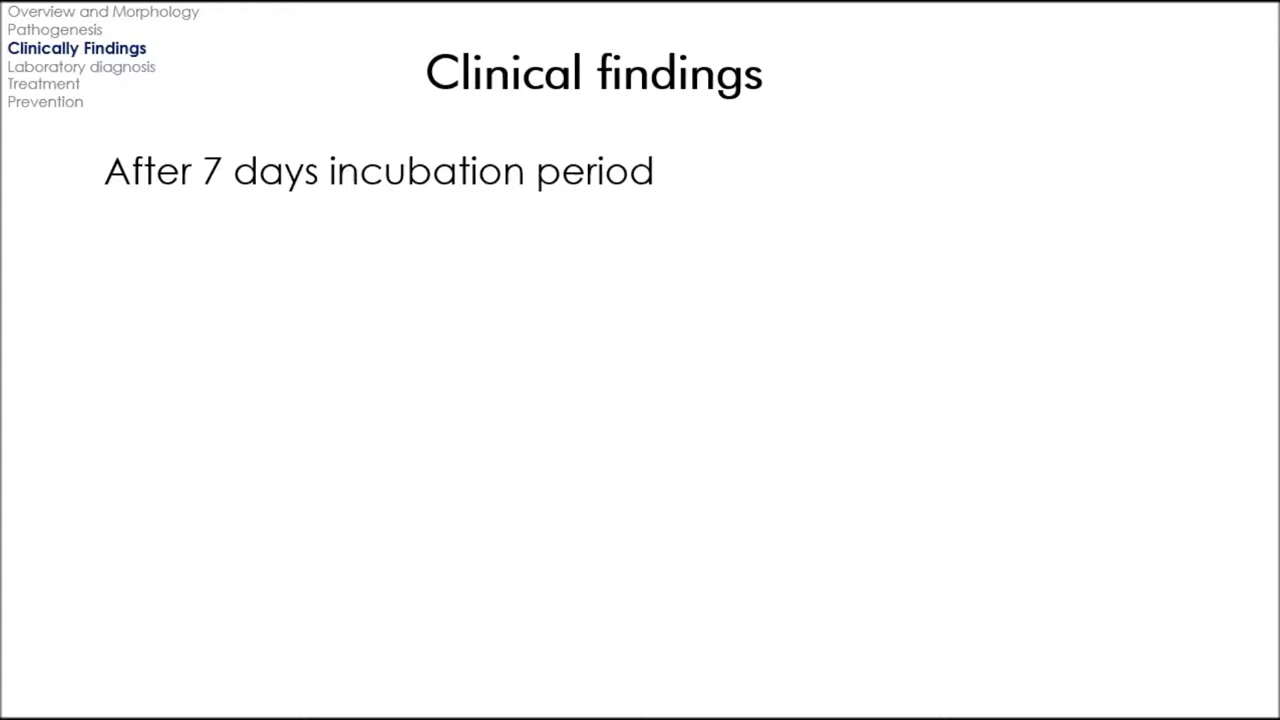 Overview and Morphology
Pathogenesis
Clinically Findings
Laboratory diagnosis
Treatment
Prevention
Clinical findings
After 7 days incubation period